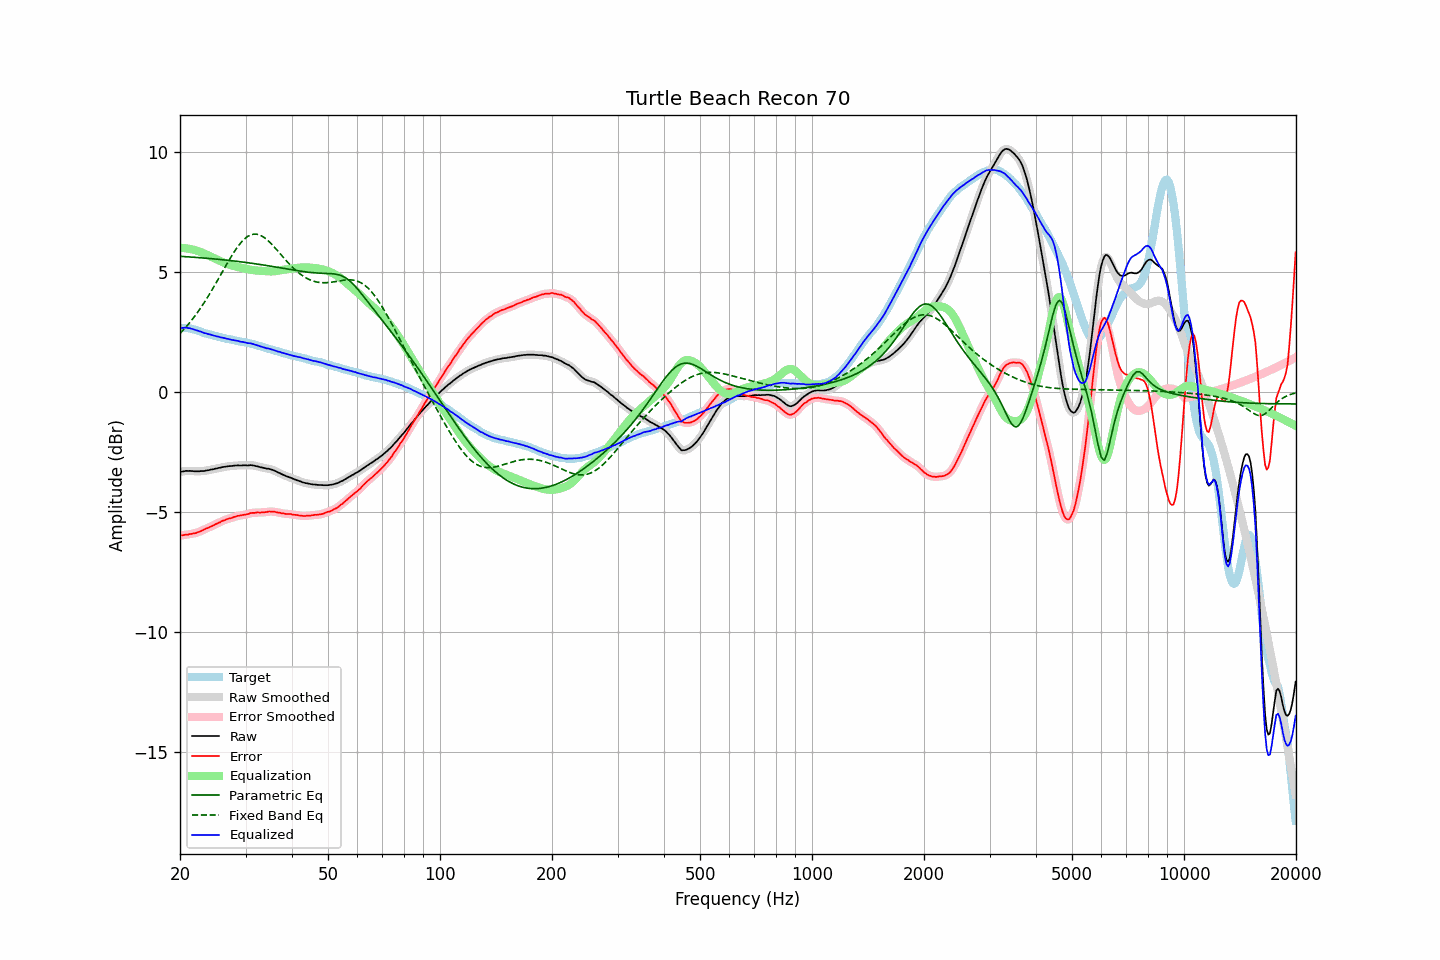 Turtle Beach Recon 70
10
5
0
−5
−10
−15
Amplitude (dBr)
Target
Raw Smoothed
Error Smoothed
Raw
Error
Equalization
Parametric Eq
Fixed Band Eq
Equalized
20 50 100 200 500 1000 2000 5000 10000 20000
Frequency (Hz)